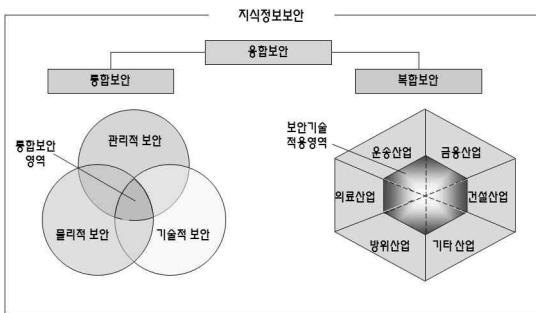 지식정보보안
융합보안
통합보안
복합보안
통합보안
영역
관리적 보안
물리적 보안
기술적 보안
보안기술
적용영역
운송산업
금융산업
의료산업
건설산업
방위산업
기타 산업